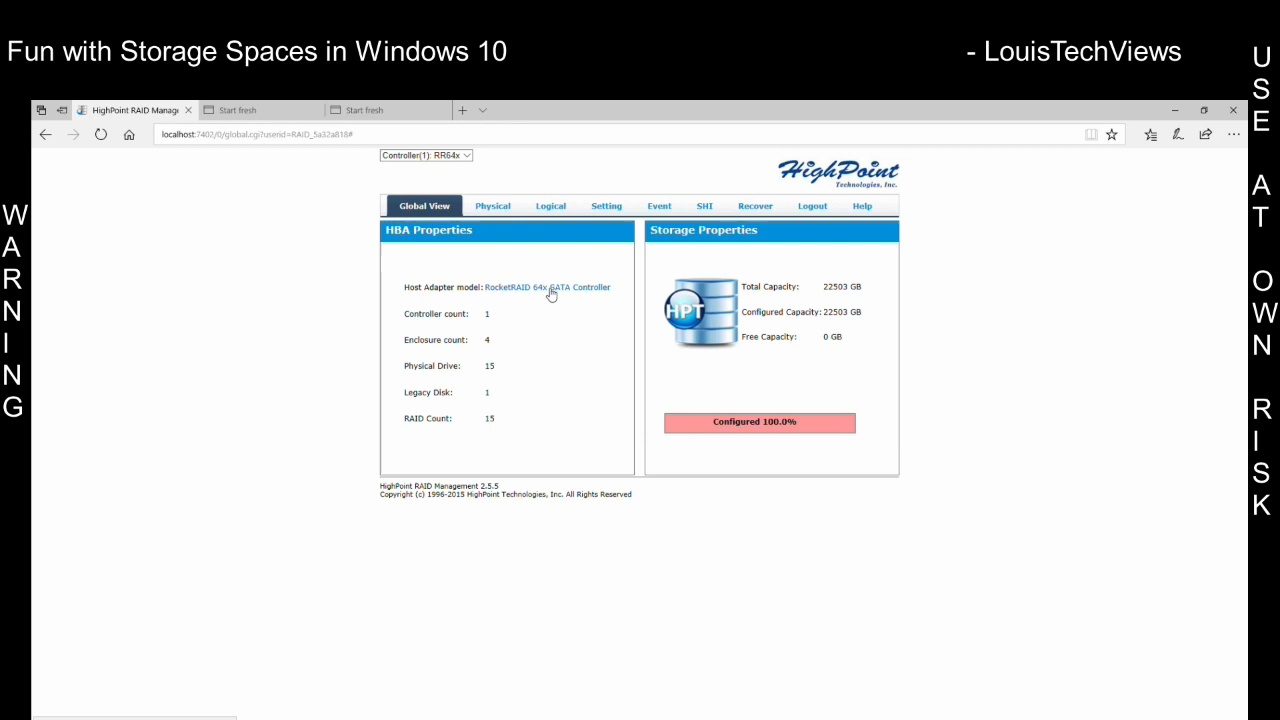 Fun with Storage Spaces in Windows 10
- LouisTechViews
WARNING
USE AT OWN RISK
HighPoint RAID Manage
Start fresh
Start fresh
localhost:7402/0/global.cgi?userid=RAID_5a32a818#
Controller(1): RR64x
HighPoint
Technologies, Inc.
Global View
Physical
Logical
Setting
Event
SHI
Recover
Logout
Help
HBA Properties
Storage Properties
Host Adapter model: RocketRAID 64x SATA Controller
Controller count: 1
Enclosure count: 4
Physical Drive: 15
Legacy Disk: 1
RAID Count: 15
HPT
Total Capacity: 22503 GB
Configured Capacity: 22503 GB
Free Capacity: 0 GB
Configured 100.0%
HighPoint RAID Management 2.5.5
Copyright (c) 1996-2015 HighPoint Technologies, Inc. All Rights Reserved